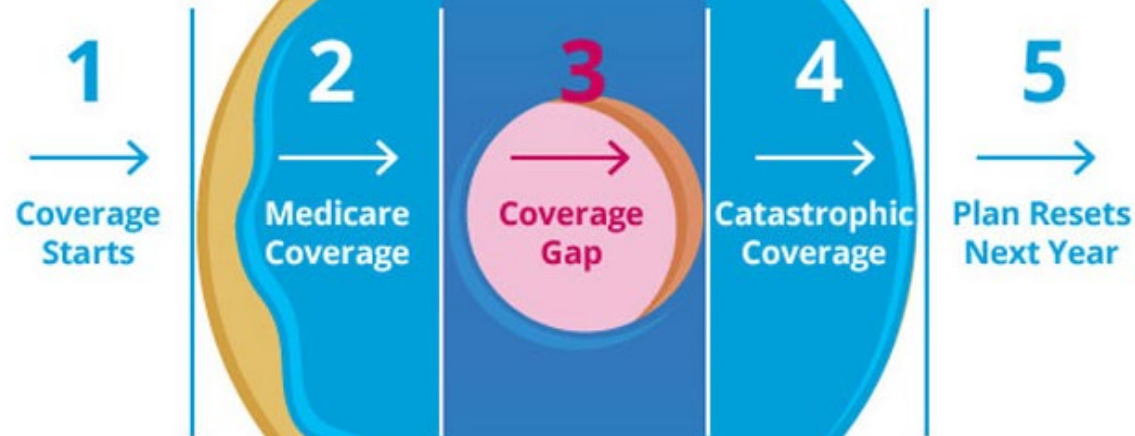 1
Coverage
Starts
2
Medicare
Coverage
3
Coverage
Gap
4
Catastrophic
Coverage
5
Plan Resets
Next Year